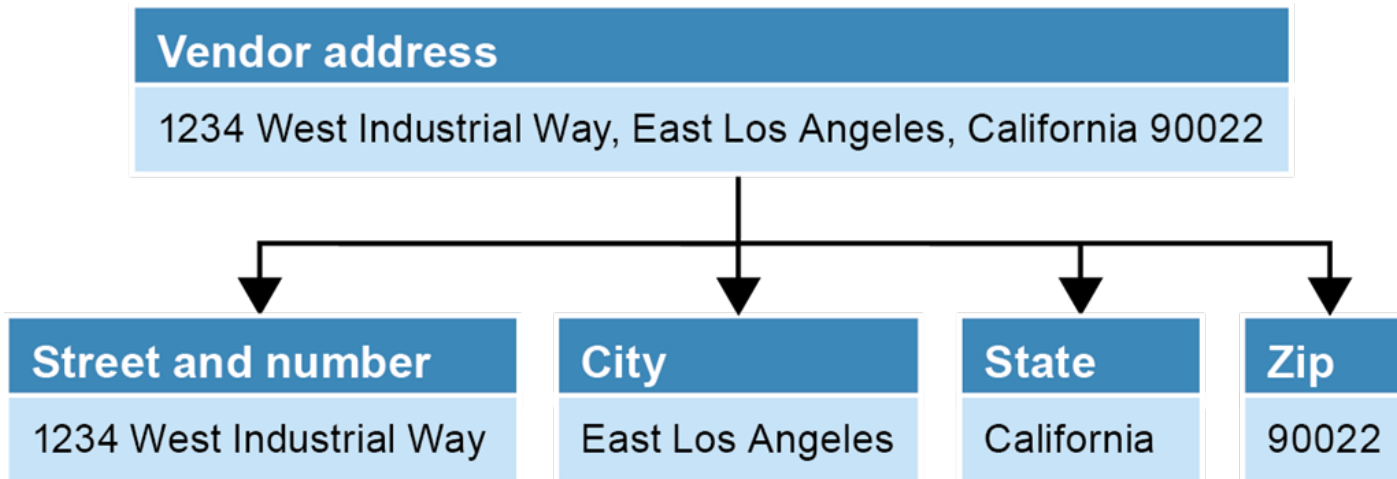 Vendor address
1234 West Industrial Way, East Los Angeles, California 90022
Street and number
1234 West Industrial Way
City
East Los Angeles
State
California
Zip
90022